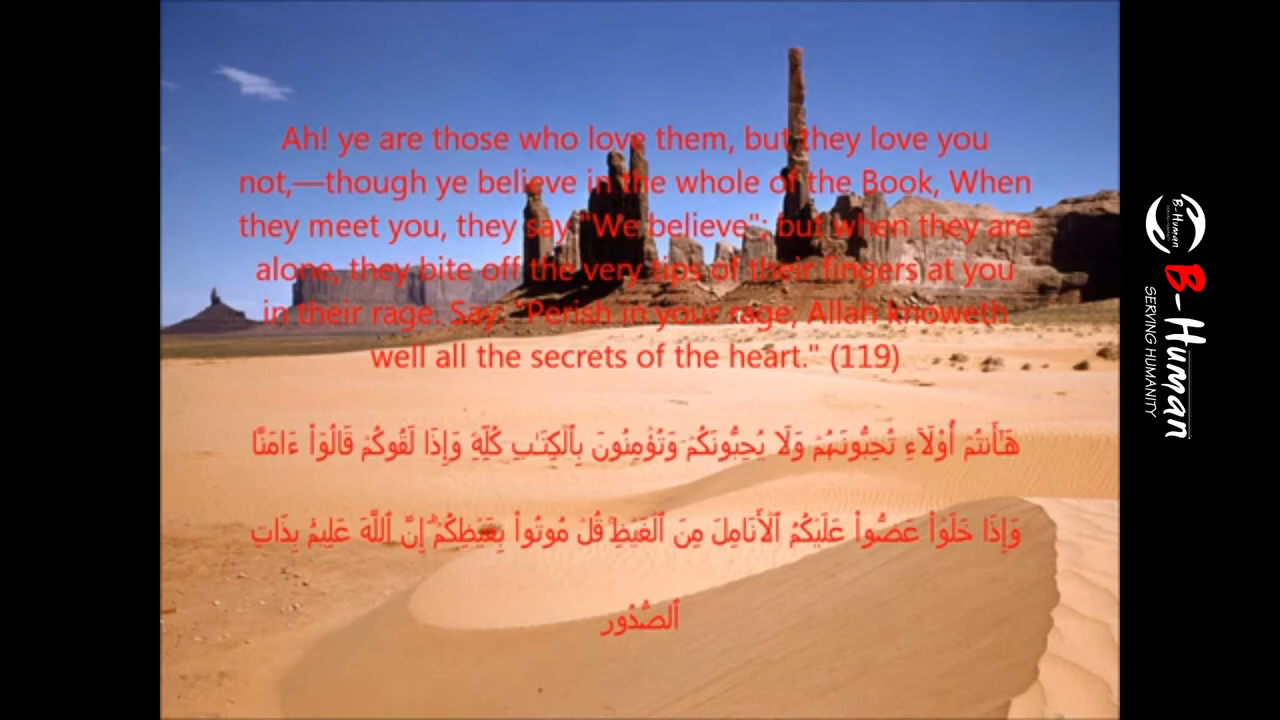 Ah! ye are those who love them, but they love you
not,—though ye believe in the whole of the Book, When
they meet you, they say, "We believe"; but when they are
alone, they bite off the very tips of their fingers at you
in their rage. Say: "Perish in your rage, Allah knoweth
well all the secrets of the heart." (119)
هَـٰٓأَنتُمۡ أُوْلَآءِ تُحِبُّونَہُمۡ وَلَا يُحِبُّونَكُمۡ وَتُؤۡمِنُونَ بِٱلۡكِتَـٰبِ كُلِّهِۦ وَإِذَا لَقُوكُمۡ قَالُوٓاْ ءَامَنَّا
وَإِذَا خَلَوۡاْ عَضُّواْ عَلَيۡكُمُ ٱلۡأَنَامِلَ مِنَ ٱلۡغَيۡظِ‌ۚ قُلۡ مُوتُواْ بِغَيۡظِكُمۡ‌ۗ إِنَّ ٱللَّهَ عَلِيمُۢ بِذَاتِ
ٱلصُّدُورِ
B-Human
B-Human
SERVING HUMANITY